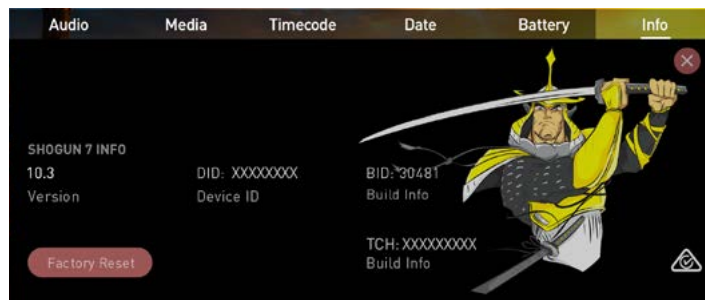 Audio Media Timecode Date Battery Info
SHOGUN 7 INFO
10.3 DID: XXXXXXXX BID: 30481
Version Device ID Build Info
TCH: XXXXXXXXX
Build Info
Factory Reset